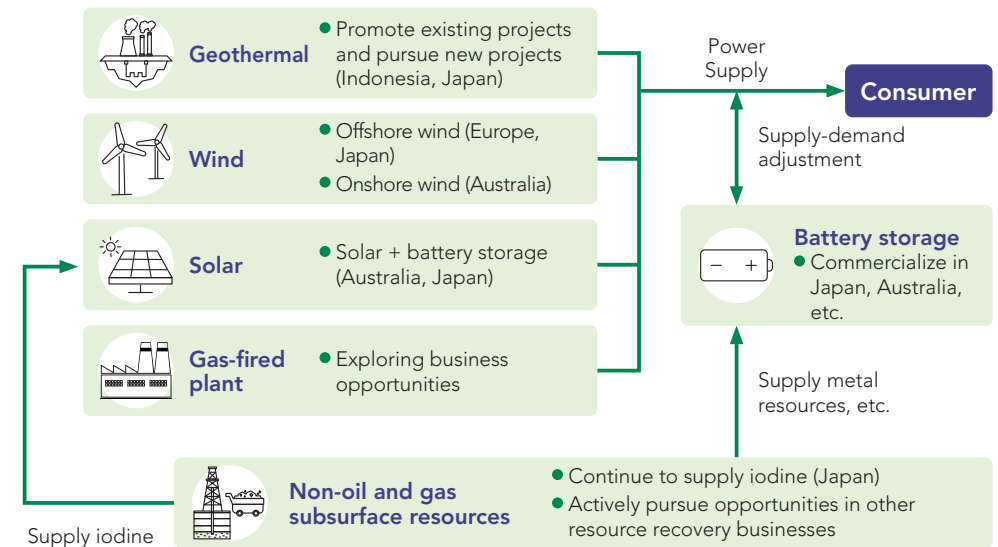 Geothermal
● Promote existing projects
and pursue new projects
(Indonesia, Japan)
Power
Supply
Consumer
Wind
● Offshore wind (Europe,
Japan)
● Onshore wind (Australia)
Supply-demand
adjustment
Solar
● Solar + battery storage
(Australia, Japan)
Battery storage
● Commercialize in
Japan, Australia,
etc.
− +
Gas-fired
plant
● Exploring business
opportunities
Supply metal
resources, etc.
Non-oil and gas
subsurface resources
● Continue to supply iodine (Japan)
● Actively pursue opportunities in other
resource recovery businesses
Supply iodine